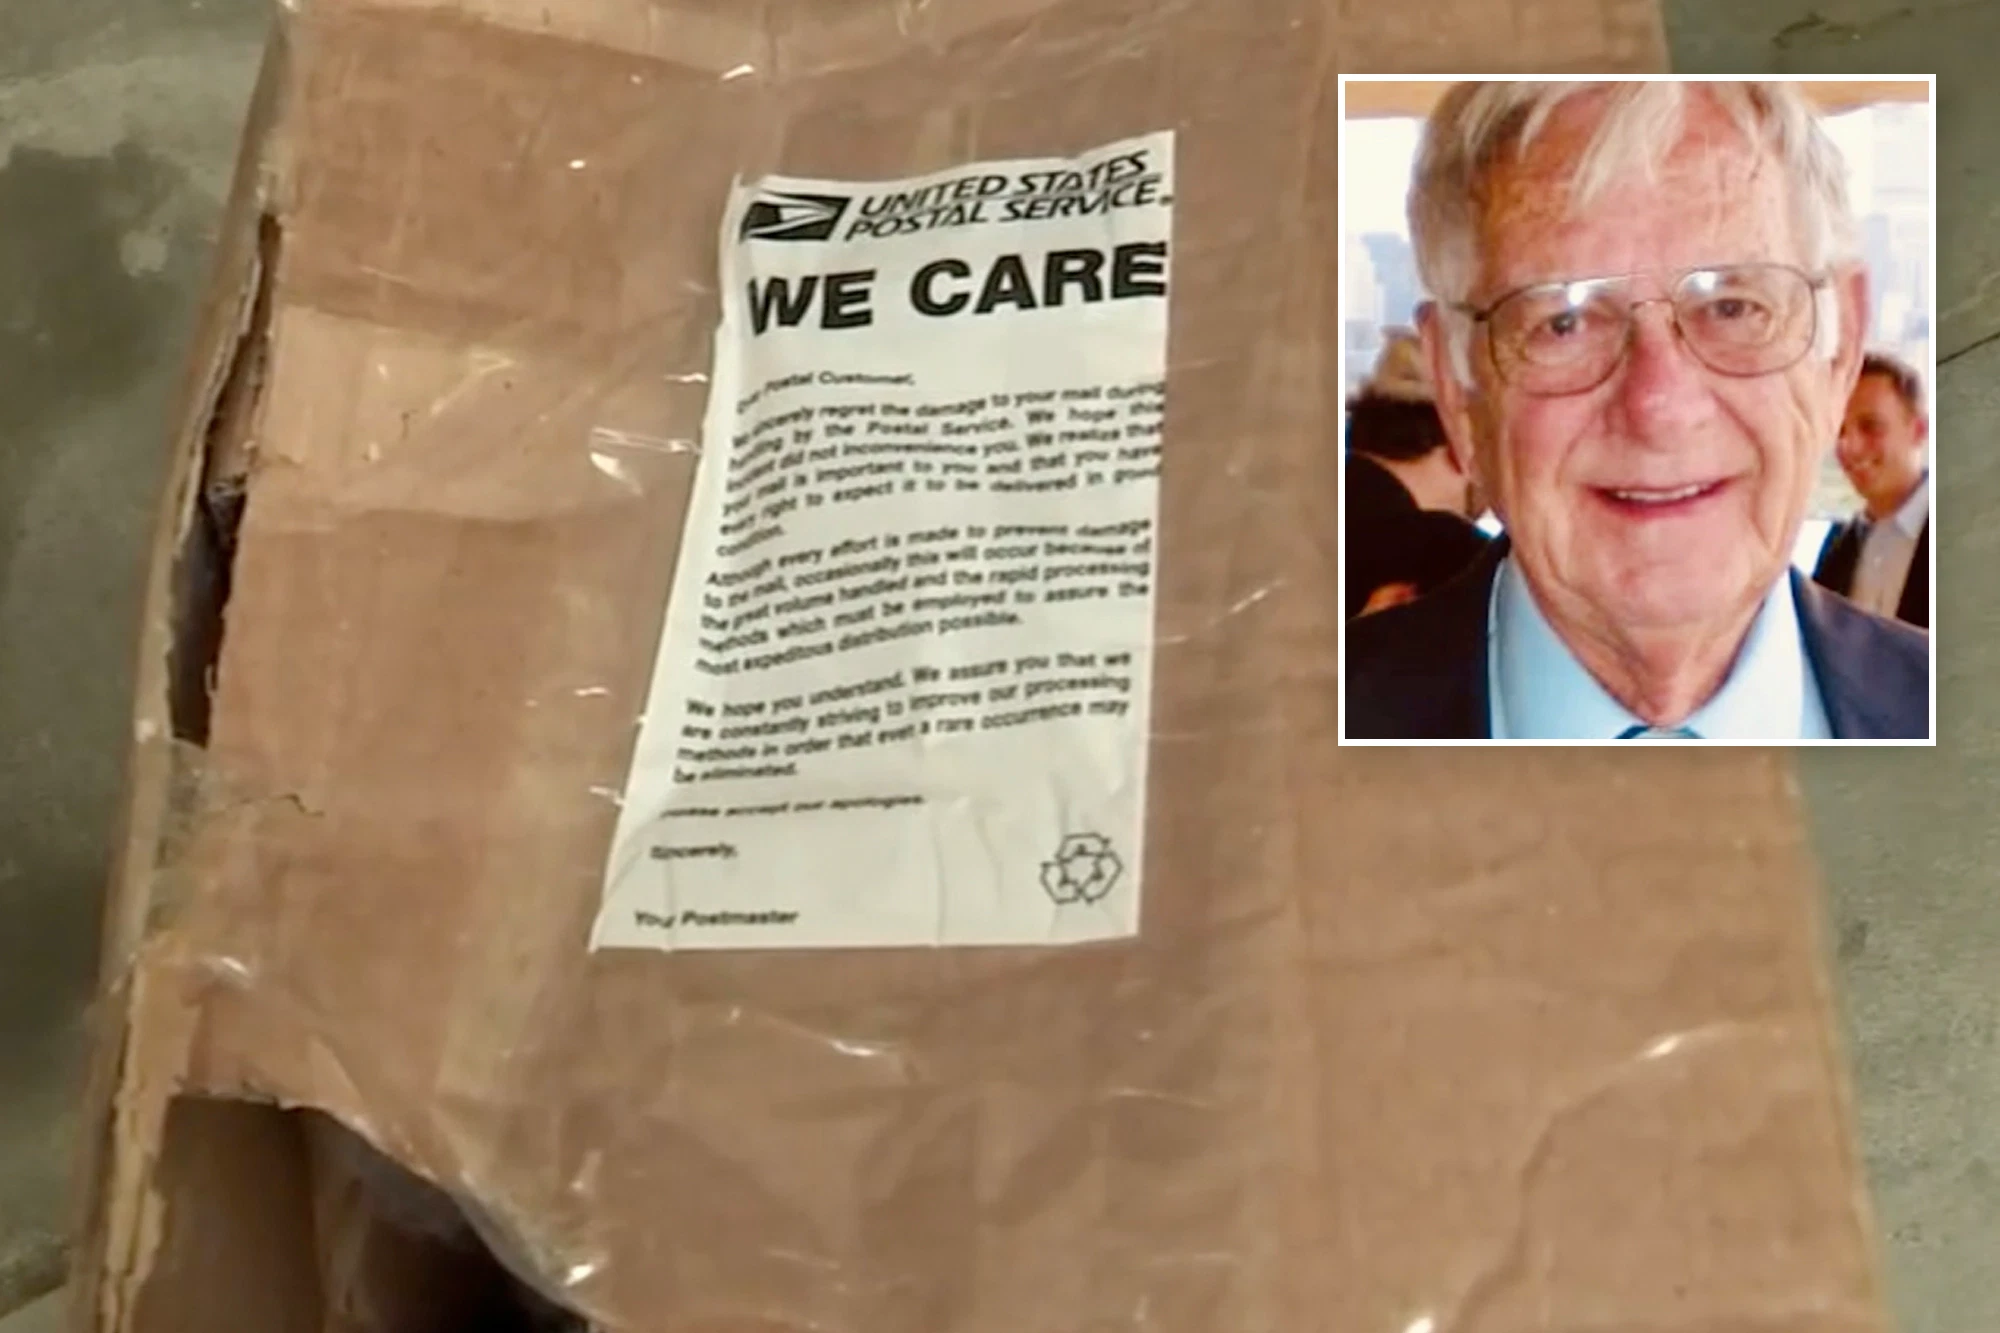 UNITED STATES
POSTAL SERVICE®
WE CARE
Postal Customer,
sincerely regret the damage to your mail during
handling by the Postal Service. We hope this
incident did not inconvenience you. We realize that
your mail is important to you and that you have
every right to expect it to be delivered in good
condition.
Although every effort is made to prevent damage
to the mail, occasionally this will occur because of
the great volume handled and the rapid processing
methods which must be employed to assure the
most expeditous distribution possible.
We hope you understand. We assure you that we
are constantly striving to improve our processing
methods in order that even a rare occurrence may
be eliminated.
Please accept our apologies.
Sincerely,
Your Postmaster